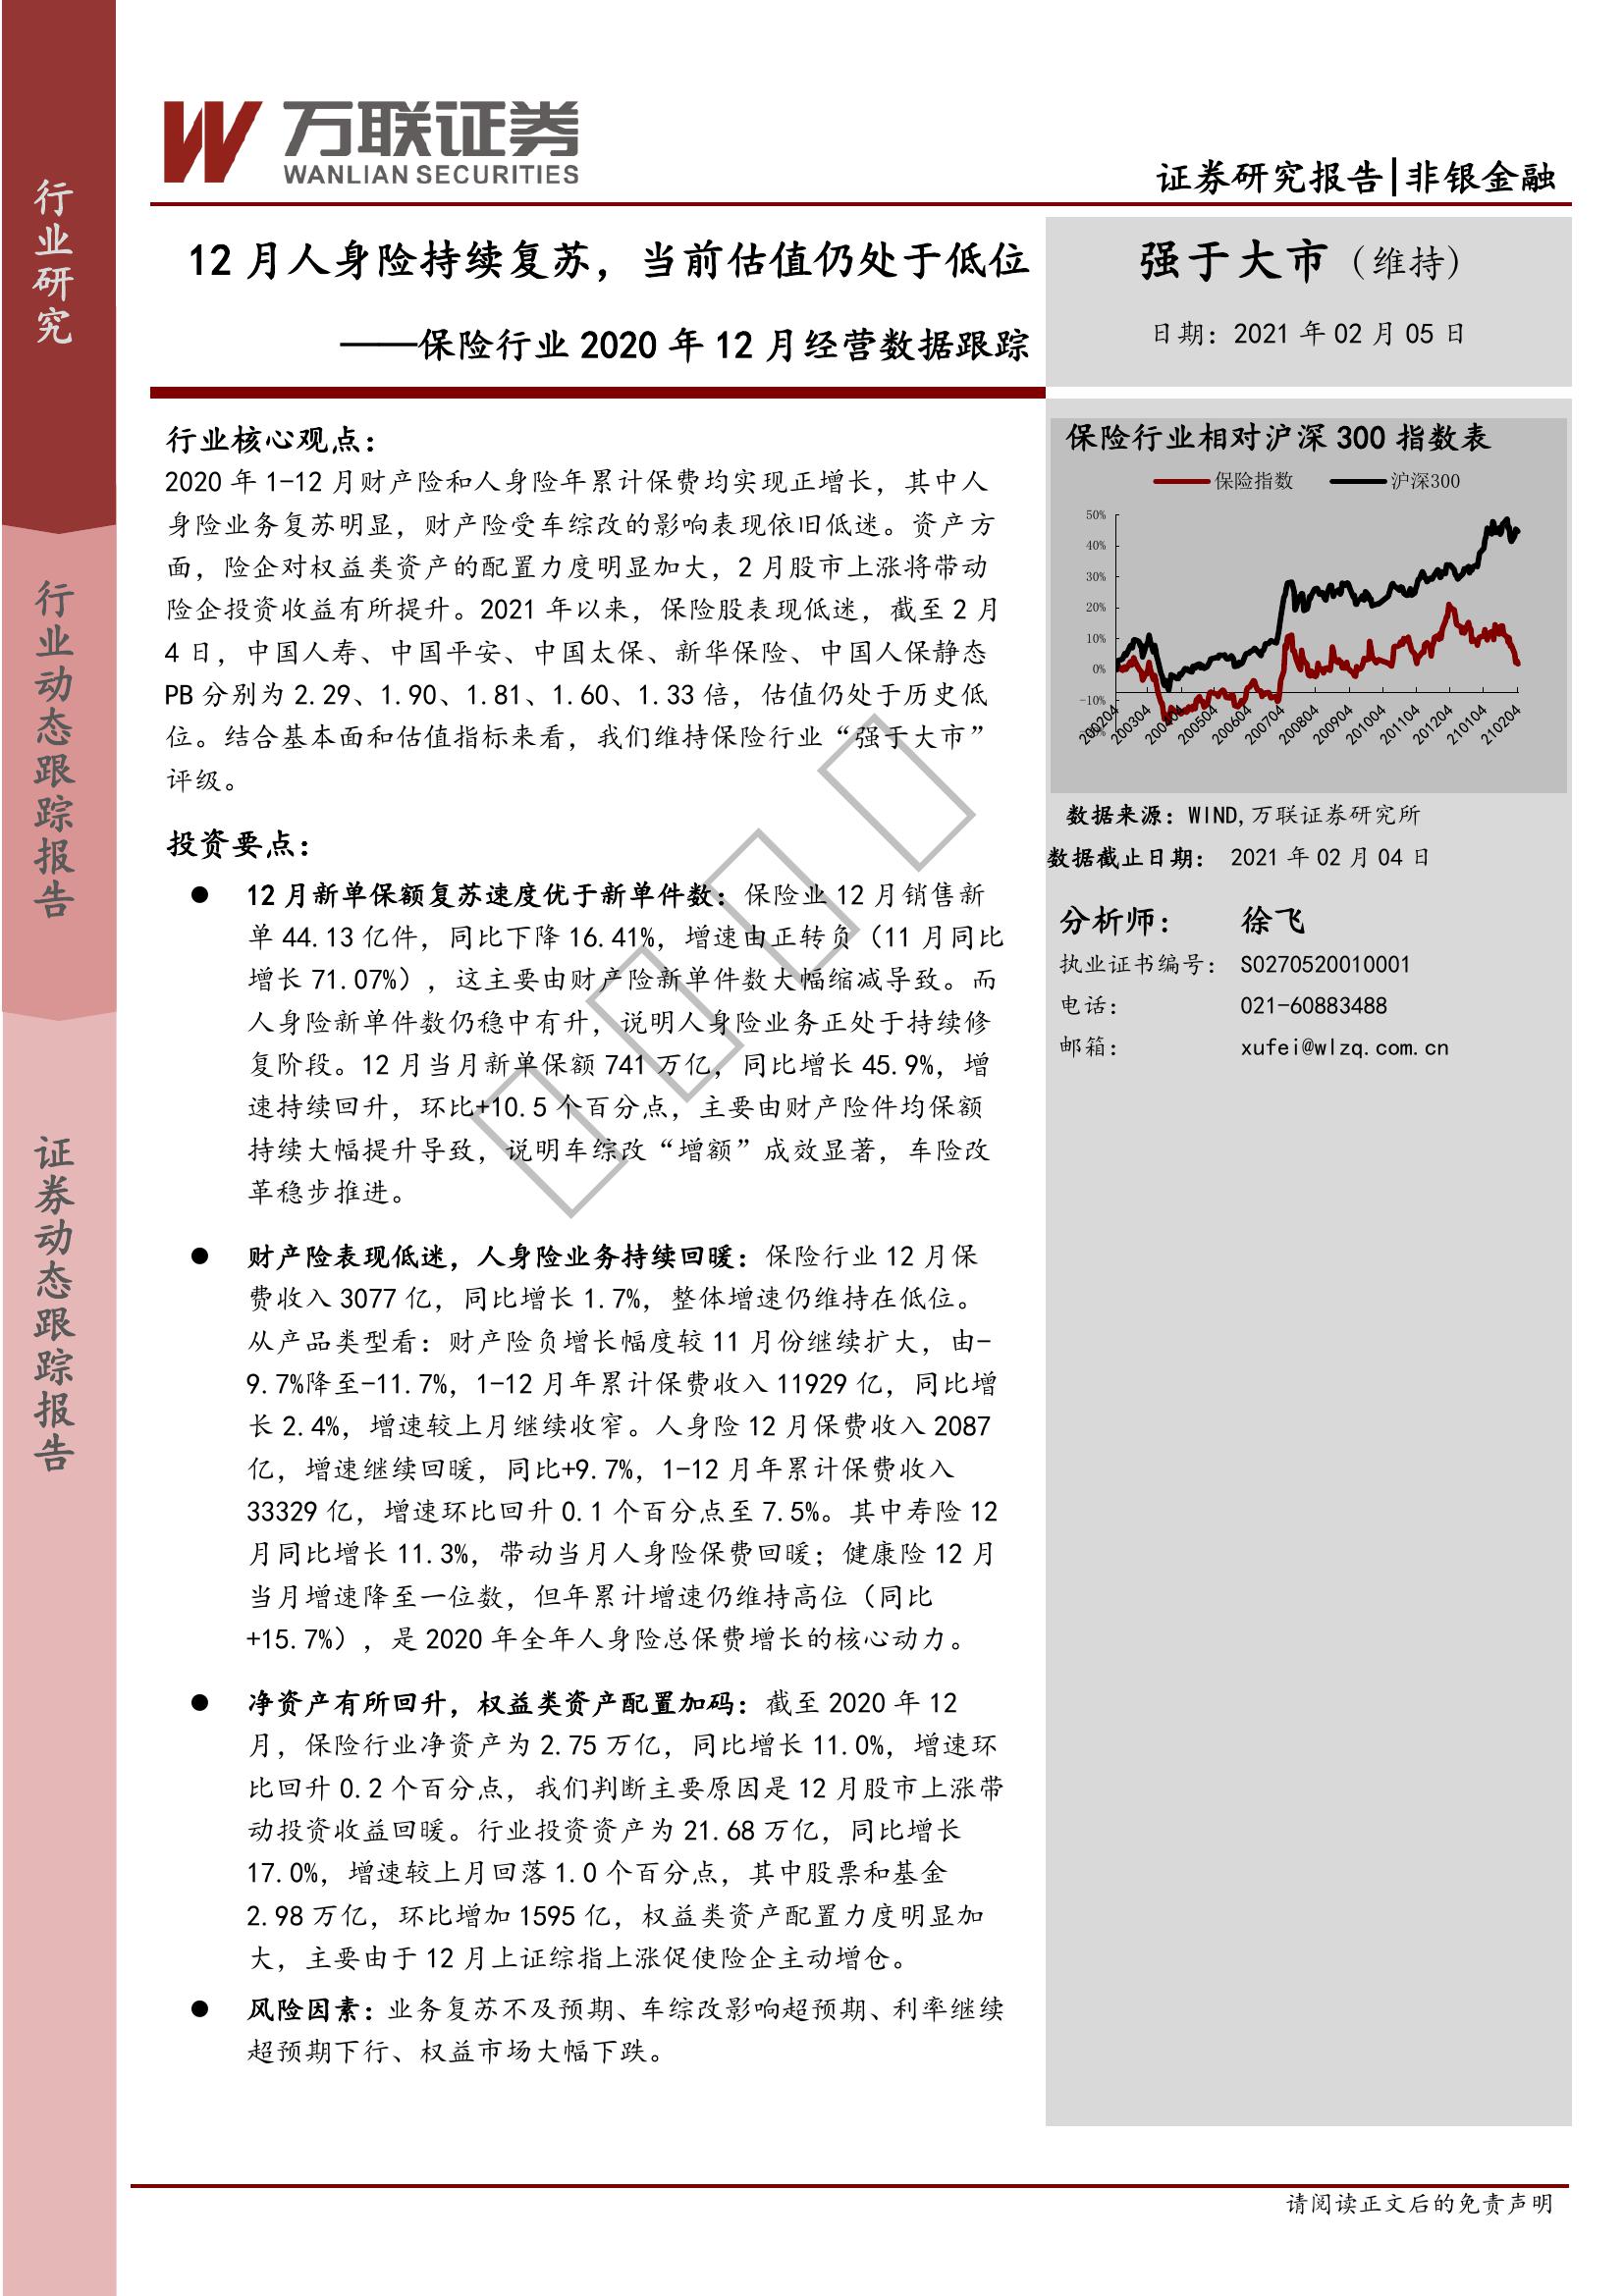 行业研究
行业动态跟踪报告
证券动态跟踪报告
万联证券
WANLIAN SECURITIES
证券研究报告|非银金融
12 月人身险持续复苏，当前估值仍处于低位
——保险行业 2020 年 12 月经营数据跟踪
强于大市（维持）
日期：2021 年 02 月 05 日
行业核心观点：
2020 年 1-12 月财产险和人身险年累计保费均实现正增长，其中人
身险业务复苏明显，财产险受车综改的影响表现依旧低迷。资产方
面，险企对权益类资产的配置力度明显加大，2 月股市上涨将带动
险企投资收益有所提升。2021 年以来，保险股表现低迷，截至 2 月
4 日，中国人寿、中国平安、中国太保、新华保险、中国人保静态
PB 分别为 2.29、1.90、1.81、1.60、1.33 倍，估值仍处于历史低
位。结合基本面和估值指标来看，我们维持保险行业“强于大市”
评级。
投资要点：
● 12 月新单保额复苏速度优于新单件数：保险业 12 月销售新
单 44.13 亿件，同比下降 16.41%，增速由正转负（11 月同比
增长 71.07%），这主要由财产险新单件数大幅缩减导致。而
人身险新单件数仍稳中有升，说明人身险业务正处于持续修
复阶段。12 月当月新单保额 741 万亿，同比增长 45.9%，增
速持续回升，环比+10.5 个百分点，主要由财产险件均保额
持续大幅提升导致，说明车综改“增额”成效显著，车险改
革稳步推进。
● 财产险表现低迷，人身险业务持续回暖：保险行业 12 月保
费收入 3077 亿，同比增长 1.7%，整体增速仍维持在低位。
从产品类型看：财产险负增长幅度较 11 月份继续扩大，由-
9.7%降至-11.7%，1-12 月年累计保费收入 11929 亿，同比增
长 2.4%，增速较上月继续收窄。人身险 12 月保费收入 2087
亿，增速继续回暖，同比+9.7%，1-12 月年累计保费收入
33329 亿，增速环比回升 0.1 个百分点至 7.5%。其中寿险 12
月同比增长 11.3%，带动当月人身险保费回暖；健康险 12 月
当月增速降至一位数，但年累计增速仍维持高位（同比
+15.7%），是 2020 年全年人身险总保费增长的核心动力。
● 净资产有所回升，权益类资产配置加码：截至 2020 年 12
月，保险行业净资产为 2.75 万亿，同比增长 11.0%，增速环
比回升 0.2 个百分点，我们判断主要原因是 12 月股市上涨带
动投资收益回暖。行业投资资产为 21.68 万亿，同比增长
17.0%，增速较上月回落 1.0 个百分点，其中股票和基金
2.98 万亿，环比增加 1595 亿，权益类资产配置力度明显加
大，主要由于 12 月上证综指上涨促使险企主动增仓。
● 风险因素：业务复苏不及预期、车综改影响超预期、利率继续
超预期下行、权益市场大幅下跌。
保险行业相对沪深 300 指数表
保险指数 沪深300
50%
40%
30%
20%
10%
0%
-10%
200204 200304 200404 200504 200604 200704 200804 200904 201004 201104 201204 210104 210204
数据来源：WIND,万联证券研究所
数据截止日期： 2021 年 02 月 04 日
分析师： 徐飞
执业证书编号： S0270520010001
电话： 021-60883488
邮箱： xufei@wlzq.com.cn
请阅读正文后的免责声明